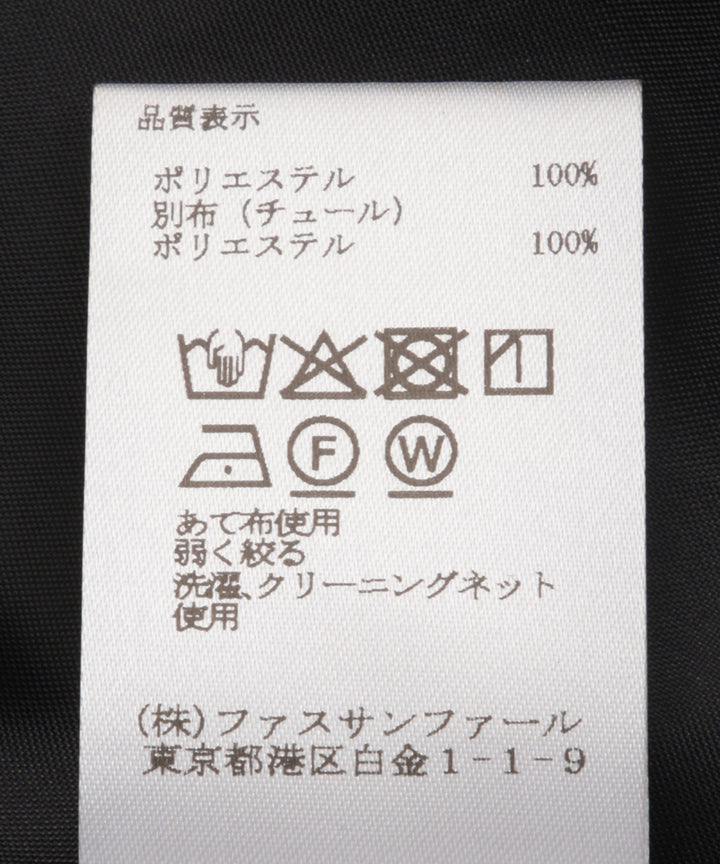 品質表示
ポリエステル 100%
別布 (チュール)
ポリエステル 100%
F W
あて布使用
弱く絞る
洗濯、クリーニングネット
使用
(株)ファスサンファール
東京都港区白金1-1-9